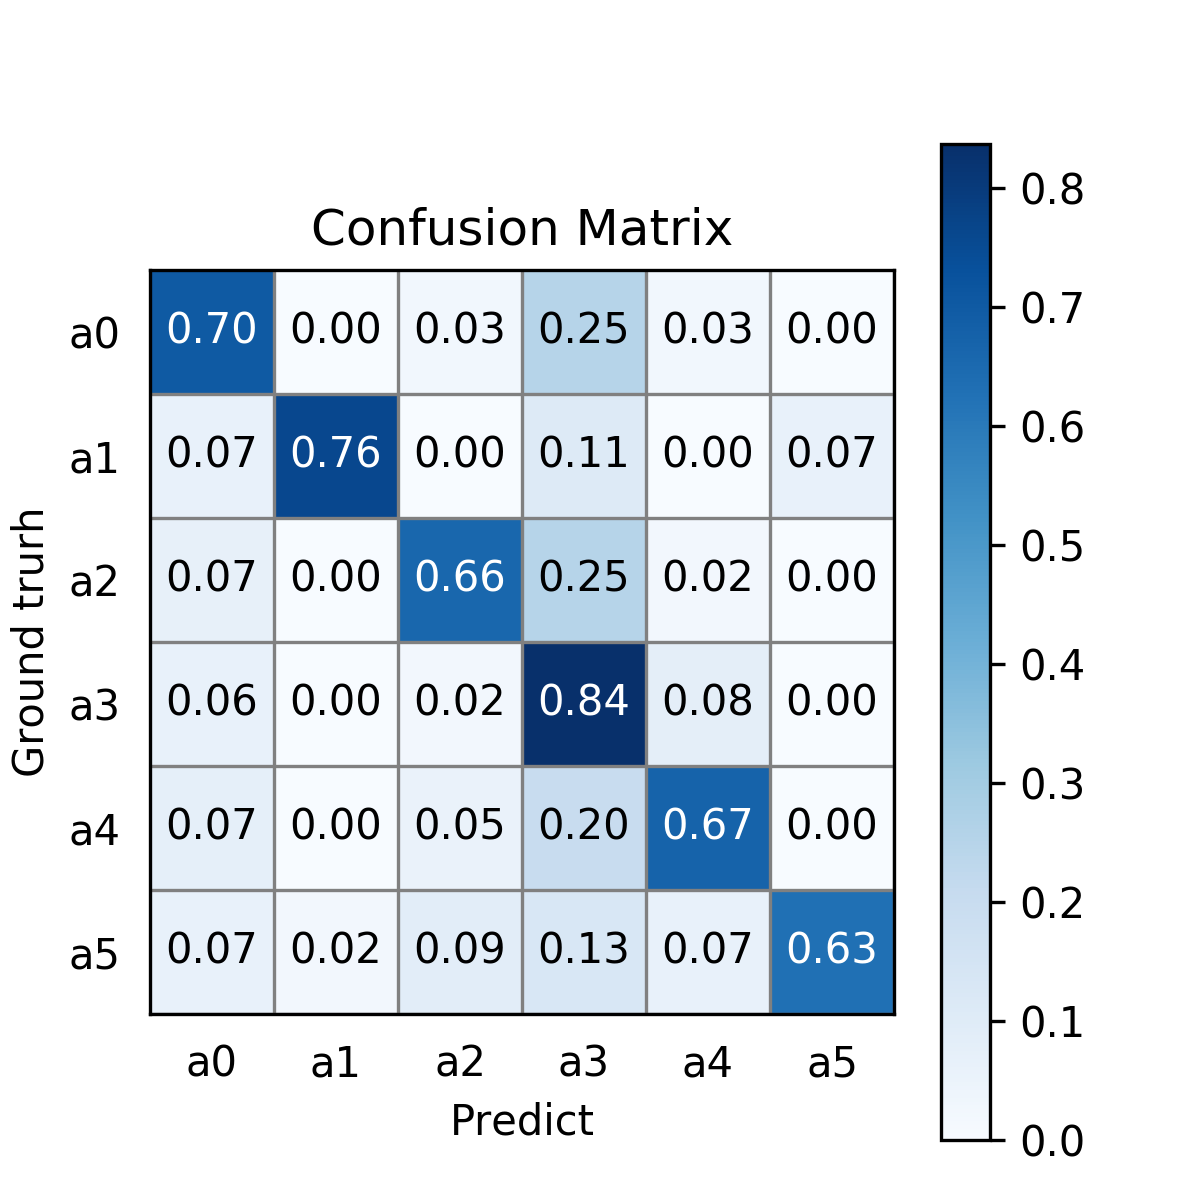 Confusion Matrix
a0 0.70 0.00 0.03 0.25 0.03 0.00
a1 0.07 0.76 0.00 0.11 0.00 0.07
a2 0.07 0.00 0.66 0.25 0.02 0.00
a3 0.06 0.00 0.02 0.84 0.08 0.00
a4 0.07 0.00 0.05 0.20 0.67 0.00
a5 0.07 0.02 0.09 0.13 0.07 0.63
a0 a1 a2 a3 a4 a5
Predict
Ground trurh
0.8
0.7
0.6
0.5
0.4
0.3
0.2
0.1
0.0